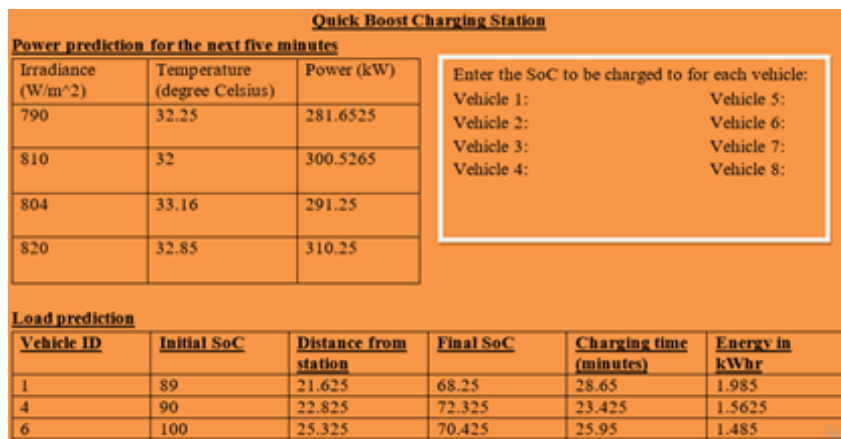 Quick Boost Charging Station
Power prediction for the next five minutes
Irradiance (W/m^2) Temperature (degree Celsius) Power (kW)
790 32.25 281.6525
810 32 300.5265
804 33.16 291.25
820 32.85 310.25
Enter the SoC to be charged to for each vehicle:
Vehicle 1: Vehicle 5:
Vehicle 2: Vehicle 6:
Vehicle 3: Vehicle 7:
Vehicle 4: Vehicle 8:
Load prediction
Vehicle ID Initial SoC Distance from station Final SoC Charging time (minutes) Energy in kWhr
1 89 21.625 68.25 28.65 1.985
4 90 22.825 72.325 23.425 1.5625
6 100 25.325 70.425 25.95 1.485